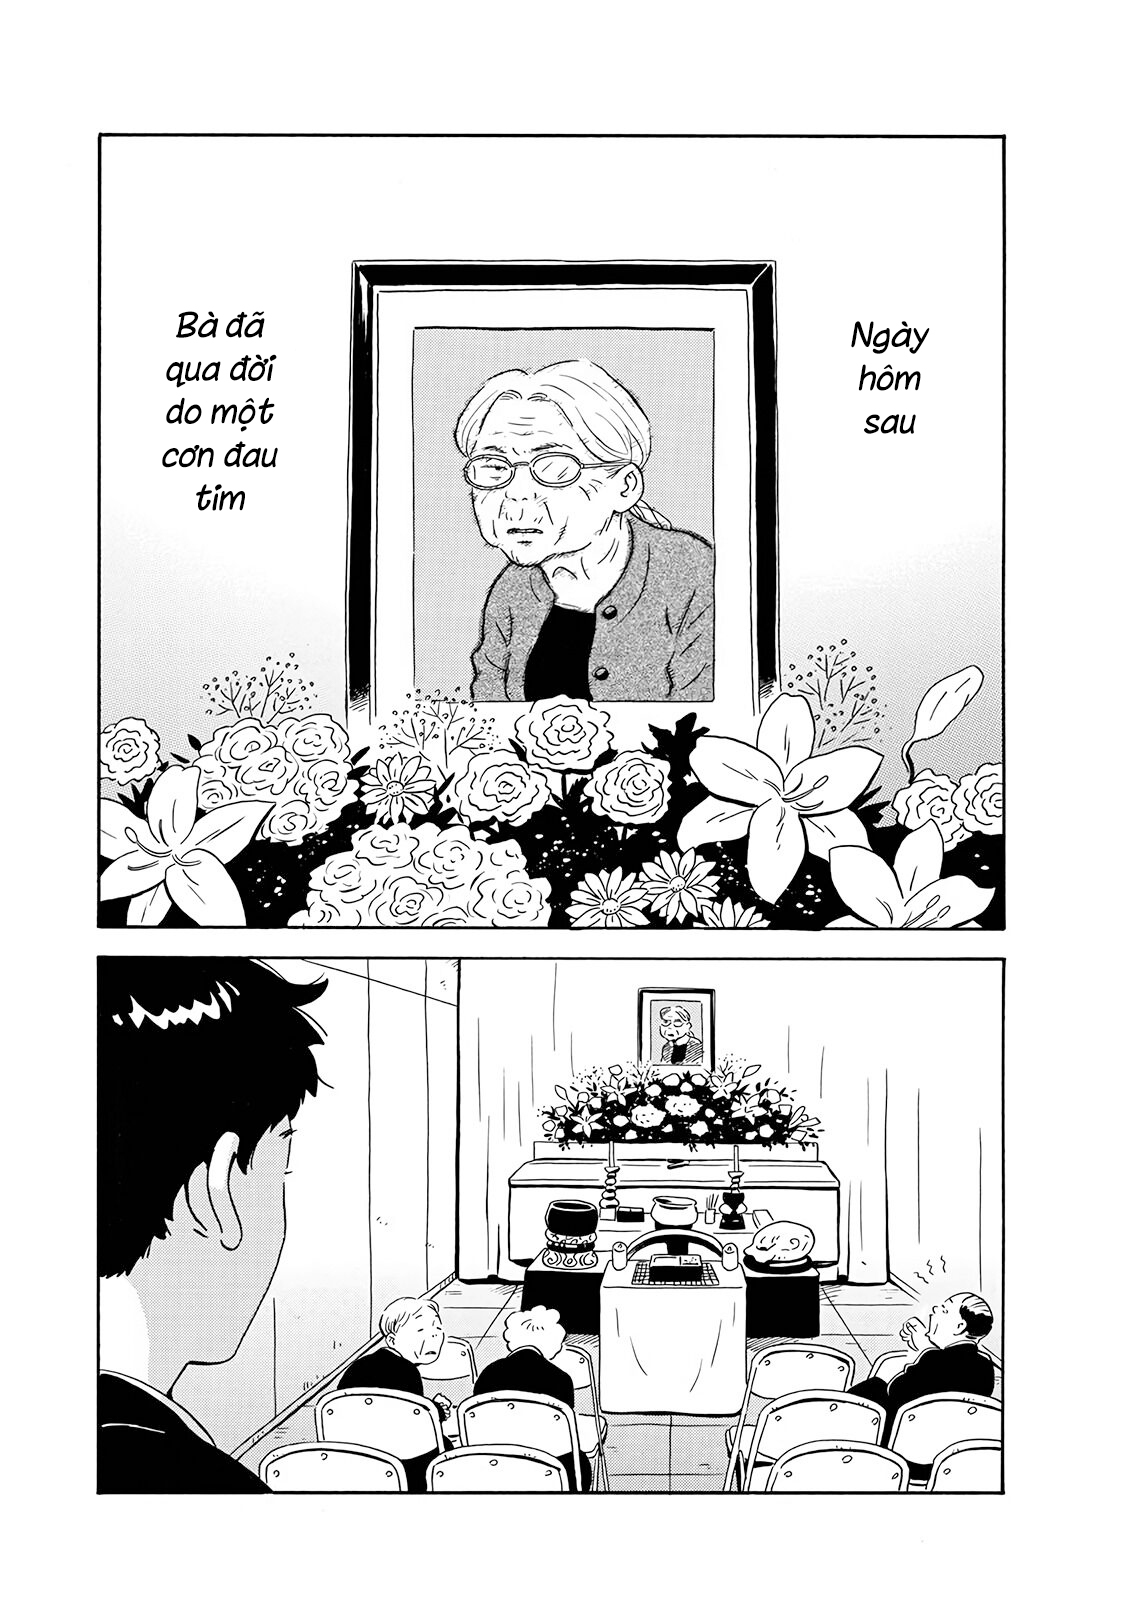 Ngày
hôm
sau
Bà đã
qua đời
do một
cơn đau
tim